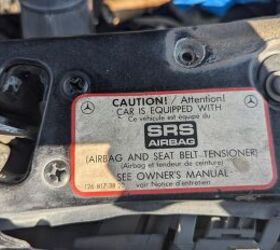 CAUTION! / Attention!
CAR IS EQUIPPED WITH
Ce véhicule est équipé du
SRS
AIRBAG
(AIRBAG AND SEAT BELT TENSIONER)
(Airbag et tendeur de ceinture)
SEE OWNER'S MANUAL
voir Notice d'entretien